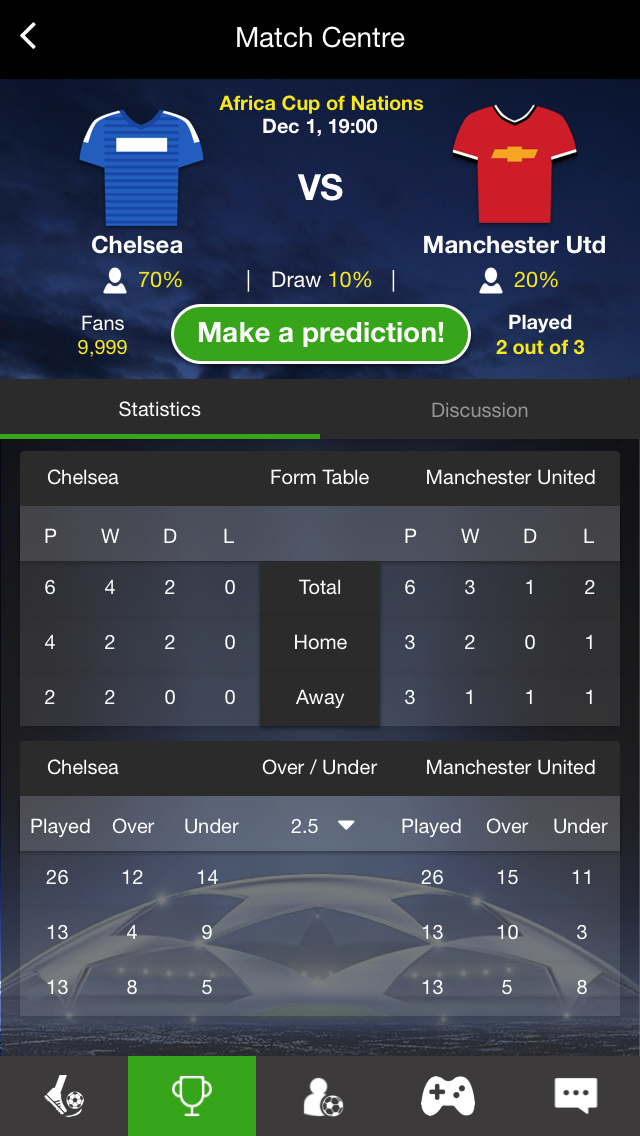 Match Centre
Africa Cup of Nations
Dec 1, 19:00
VS
Chelsea Manchester Utd
70% | Draw 10% | 20%
Fans
9,999
Make a prediction!
Played
2 out of 3
Statistics Discussion
Chelsea Form Table Manchester United
P W D L P W D L
6 4 2 0 Total 6 3 1 2
4 2 2 0 Home 3 2 0 1
2 2 0 0 Away 3 1 1 1
Chelsea Over / Under Manchester United
Played Over Under 2.5 Played Over Under
26 12 14 26 15 11
13 4 9 13 10 3
13 8 5 13 5 8